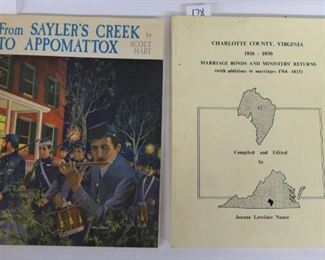 From SAYLER'S CREEK
TO APPOMATTOX
by
SCOTT
HART
178
CHARLOTTE COUNTY, VIRGINIA
1816 - 1850
MARRIAGE BONDS AND MINISTERS' RETURNS
(with additions to marriages 1764-1815)
Compiled and Edited
by
Joanne Lovelace Nance